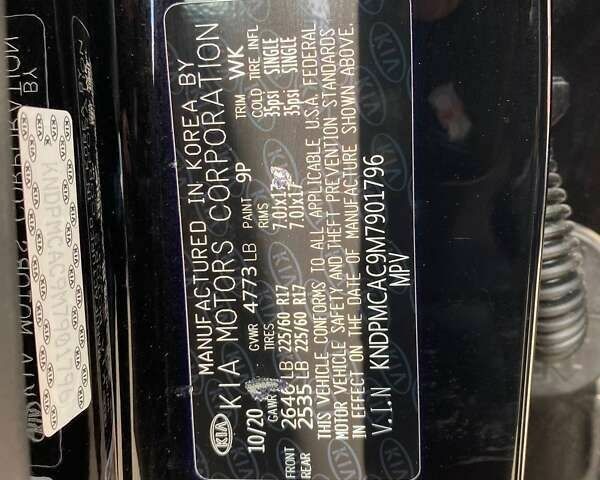 KIA
MANUFACTURED IN KOREA BY
KIA MOTORS CORPORATION
10/20 GVWR 4773 LB PAINT 9P TRIM WK
GAWR TIRES RIMS COLD TIRE INFL
FRONT 2646 LB 225/60 R17 7.0Jx17 35psi SINGLE
REAR 2535 LB 225/60 R17 7.0Jx17 35psi SINGLE
THIS VEHICLE CONFORMS TO ALL APPLICABLE U.S.A. FEDERAL
MOTOR VEHICLE SAFETY AND THEFT PREVENTION STANDARDS
IN EFFECT ON THE DATE OF MANUFACTURE SHOWN ABOVE.
V.I.N KNDPMCAC9M7901796
MPV
KNDPMCAC9M7901796